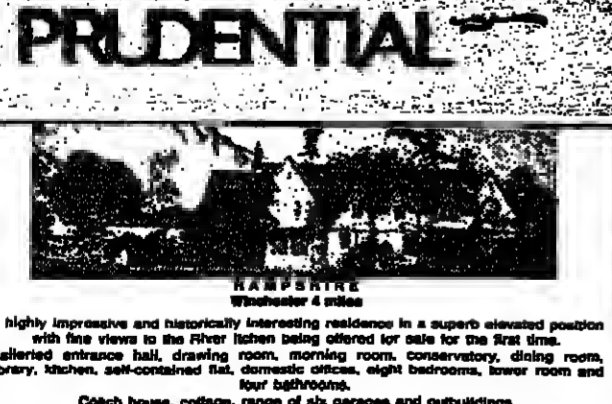 PRUDENTIAL
HAMPSHIRE
Winchester 4 miles
highly impressive and historically interesting residence in a superb elevated position
with fine views to the River Itchen being offered for sale for the first time.
entrance hall, drawing room, morning room, conservatory, dining room,
kitchen, self-contained flat, domestic offices, eight bedrooms, tower room and
four bathrooms.
Coach house, cottage, range of six garages and outbuildings